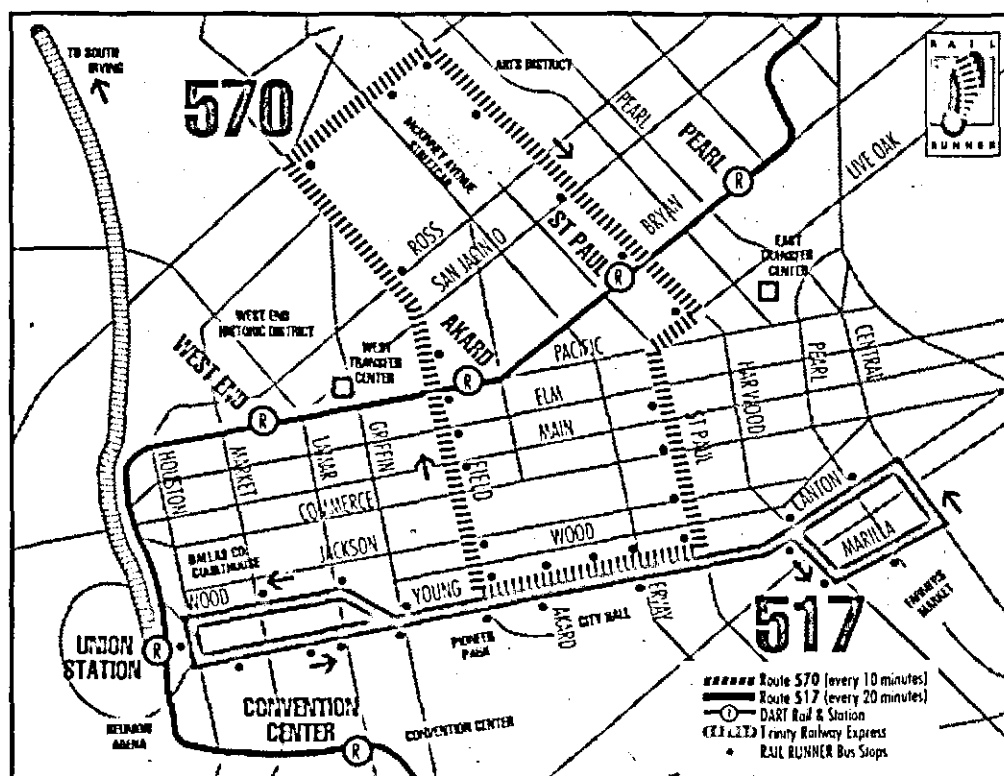 TO SOUTH
IRVING
570
ARTS DISTRICT
RAIL
RUNNER
MCKINNEY AVENUE
STREETCAR
PEARL
PEARL
LIVE OAK
BRYAN
ST PAUL
ROSS
SAN JACINTO
EAST
TRANSFER
CENTER
WEST END
HISTORIC DISTRICT
WEST END
WEST
TRANSFER
CENTER
AKARD
PACIFIC
ELM
MAIN
HARWOOD
PEARL
CENTRAL
ST PAUL
HOUSTON
MARKET
LAMAR
GRIFFIN
FIELD
COMMERCE
CANTON
MARILLA
DALLAS CO.
COURTHOUSE
JACKSON
WOOD
WOOD
YOUNG
AKARD
CITY HALL
ERVAY
PIONEER
PARK
FARMERS
MARKET
517
UNION
STATION
REUNION
ARENA
CONVENTION
CENTER
CONVENTION CENTER
Route 570 (every 10 minutes)
Route 517 (every 20 minutes)
R DART Rail & Station
Trinity Railway Express
RAIL RUNNER Bus Stops